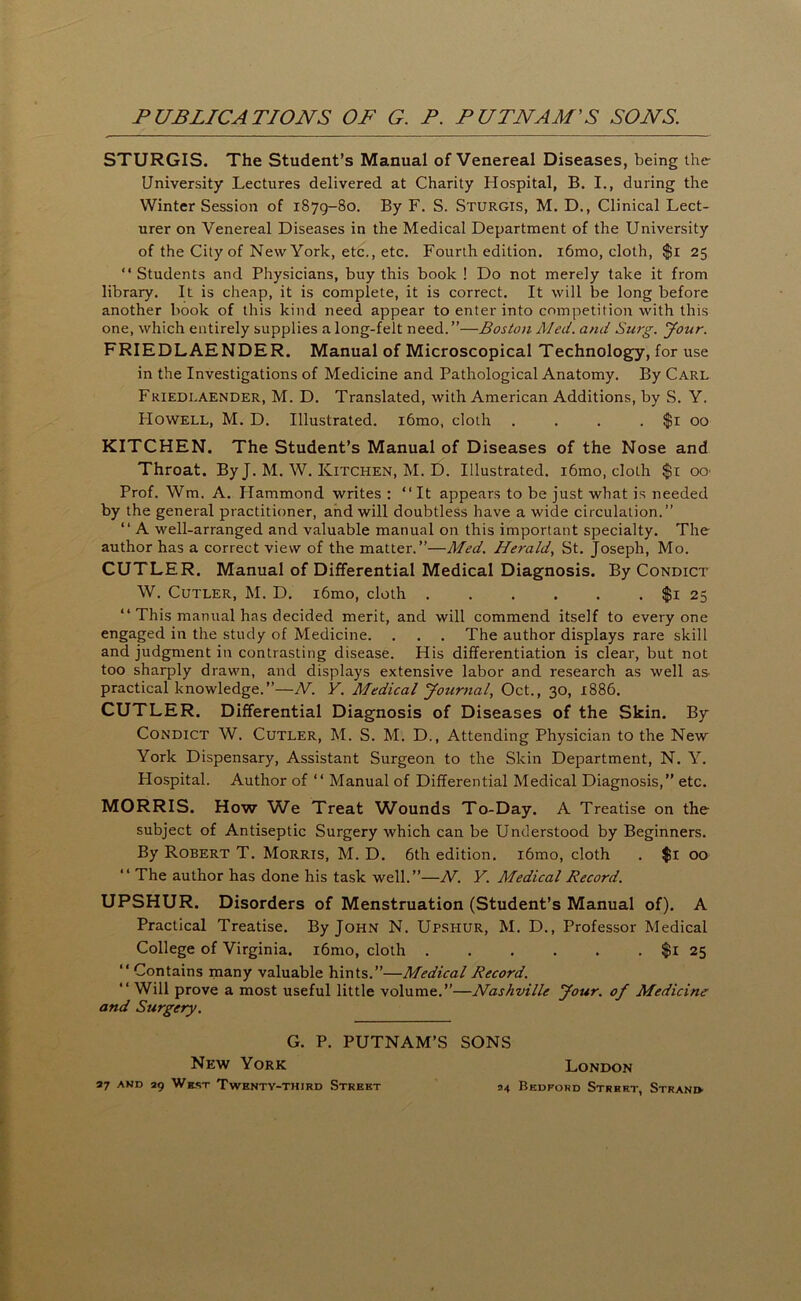 PUBLICATIONS OF G. P. PUTNAM'S SONS.
STURGIS. The Student's Manual of Venereal Diseases, being the
University Lectures delivered at Charity Hospital, B. I., during the
Winter Session of 1879-80. By F. S. STURGIS, M. D., Clinical Lect-
urer on Venereal Diseases in the Medical Department of the University
of the City of New York, etc., etc. Fourth edition. 16mo, cloth, $1 25
“Students and Physicians, buy this book! Do not merely take it from
library. It is cheap, it is complete, it is correct. It will be long before
another book of this kind need appear to enter into competition with this
one, which entirely supplies a long-felt need.”—Boston Med. and Surg. Jour.
FRIEDLAENDER. Manual of Microscopical Technology, for use
in the Investigations of Medicine and Pathological Anatomy. By CARL
FRIEDLAENDER, M. D. Translated, with American Additions, by S. Y.
HOWELL, M. D. Illustrated. 16mo, cloth . . . . $1 00
KITCHEN. The Student's Manual of Diseases of the Nose and
Throat. By J. M. W. KITCHEN, M. D. Illustrated. 16mo, cloth $1 00
Prof. Wm. A. Hammond writes : “It appears to be just what is needed
by the general practitioner, and will doubtless have a wide circulation.”
“A well-arranged and valuable manual on this important specialty. The
author has a correct view of the matter.”—Med. Herald, St. Joseph, Mo.
CUTLER. Manual of Differential Medical Diagnosis. By CONDICT
W. CUTLER, M. D. 16mo, cloth . . . . . . $1 25
“This manual has decided merit, and will commend itself to every one
engaged in the study of Medicine. . . . The author displays rare skill
and judgment in contrasting disease. His differentiation is clear, but not
too sharply drawn, and displays extensive labor and research as well as
practical knowledge.”—N. Y. Medical Journal, Oct., 30, 1886.
CUTLER. Differential Diagnosis of Diseases of the Skin. By
CONDICT W. CUTLER, M. S. M. D., Attending Physician to the New
York Dispensary, Assistant Surgeon to the Skin Department, N. Y.
Hospital. Author of “Manual of Differential Medical Diagnosis,” etc.
MORRIS. How We Treat Wounds To-Day. A Treatise on the
subject of Antiseptic Surgery which can be Understood by Beginners.
By ROBERT T. MORRIS, M. D. 6th edition. 16mo, cloth . $1 00
“The author has done his task well.”—N. Y. Medical Record.
UPSHUR. Disorders of Menstruation (Student's Manual of). A
Practical Treatise. By JOHN N. UPSHUR, M. D., Professor Medical
College of Virginia. 16mo, cloth . . . . . . $1 25
“Contains many valuable hints.”—Medical Record.
“Will prove a most useful little volume.”—Nashville Jour. of Medicine
and Surgery.
G. P. PUTNAM'S SONS
NEW YORK LONDON
27 AND 29 WEST TWENTY-THIRD STREET 24 BEDFORD STREET, STRAND